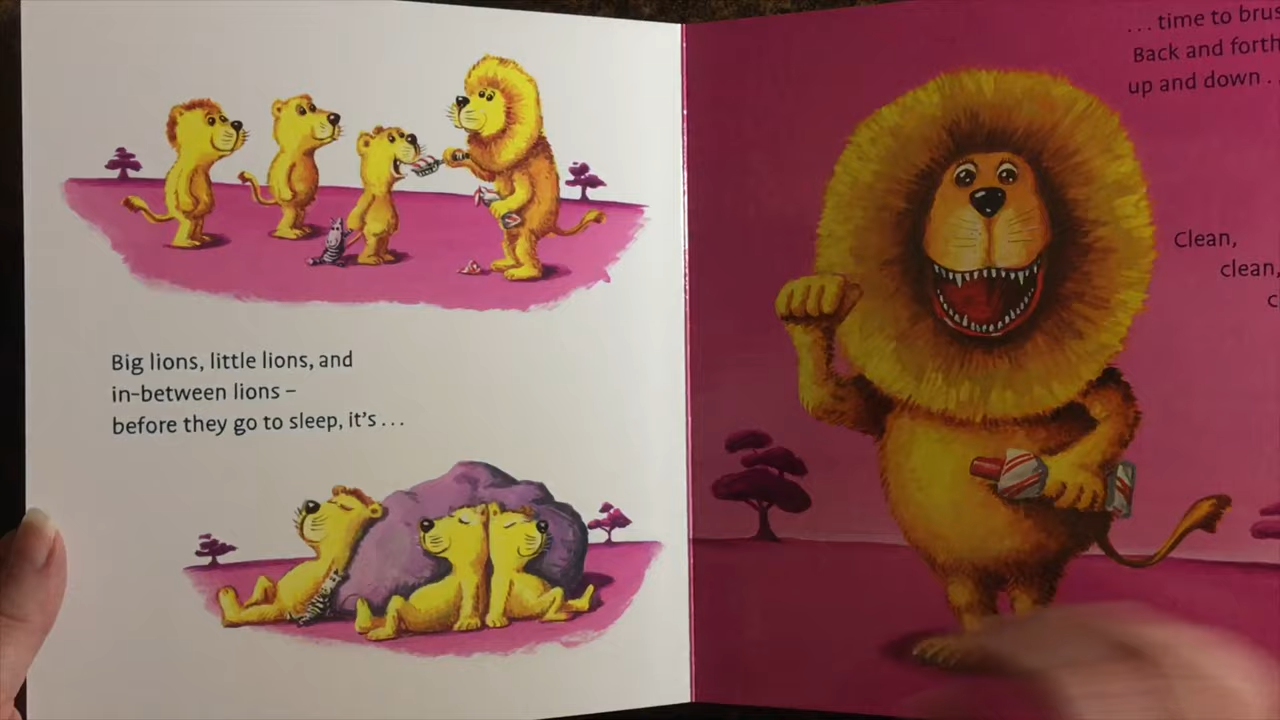 Big lions, little lions, and
in-between lions –
before they go to sleep, it's ...
... time to
Back and forth
up and down ..
Clean,
clean,